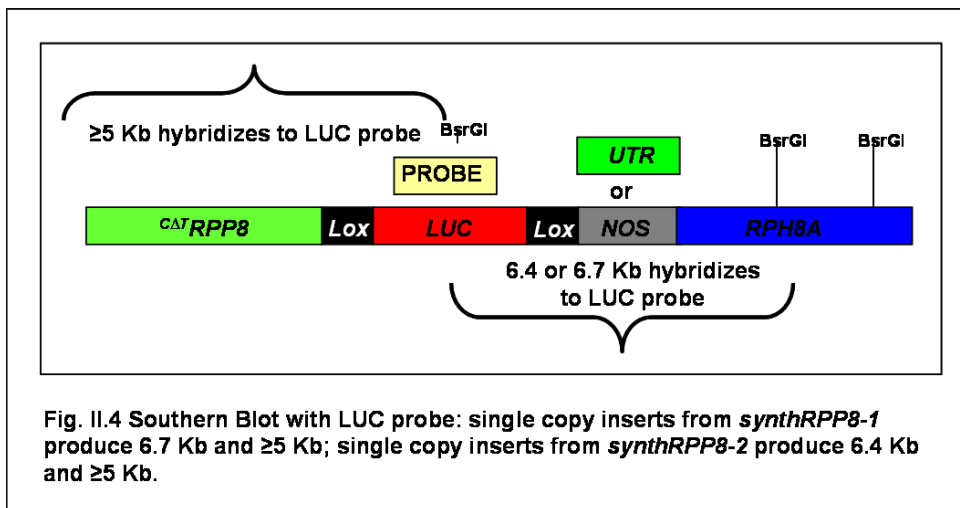 ≥5 Kb hybridizes to LUC probe
BsrGI
BsrGI
BsrGI
PROBE
UTR
or
CΔTRPP8
Lox
LUC
Lox
NOS
RPH8A
6.4 or 6.7 Kb hybridizes
to LUC probe
Fig. II.4 Southern Blot with LUC probe: single copy inserts from synthRPP8-1
produce 6.7 Kb and ≥5 Kb; single copy inserts from synthRPP8-2 produce 6.4 Kb
and ≥5 Kb.